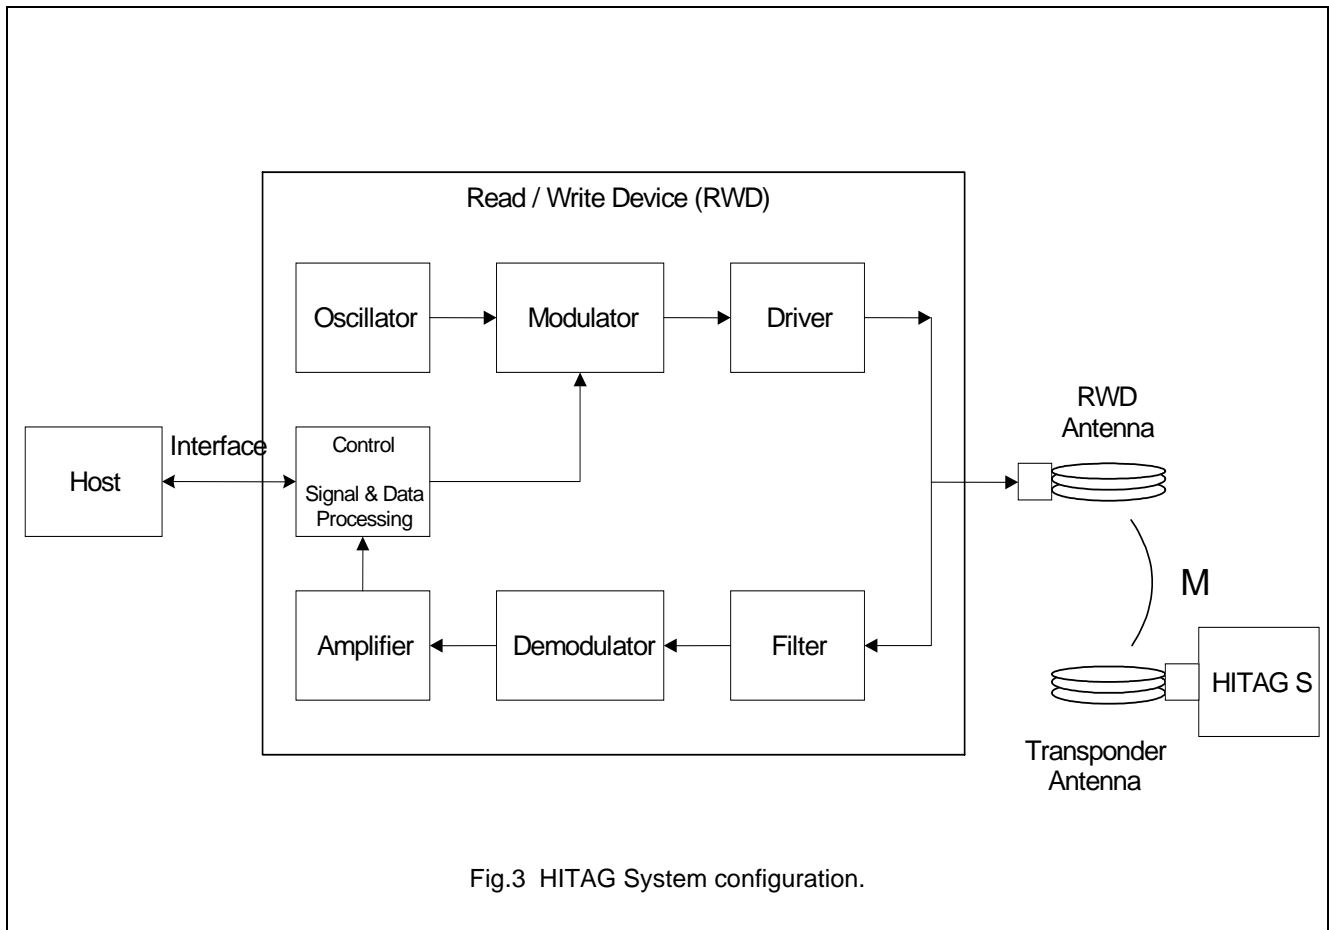 Read / Write Device (RWD)
Oscillator
Modulator
Driver
RWD
Antenna
Host
Interface
Control
Signal & Data
Processing
M
Amplifier
Demodulator
Filter
HITAG S
Transponder
Antenna
Fig.3 HITAG System configuration.